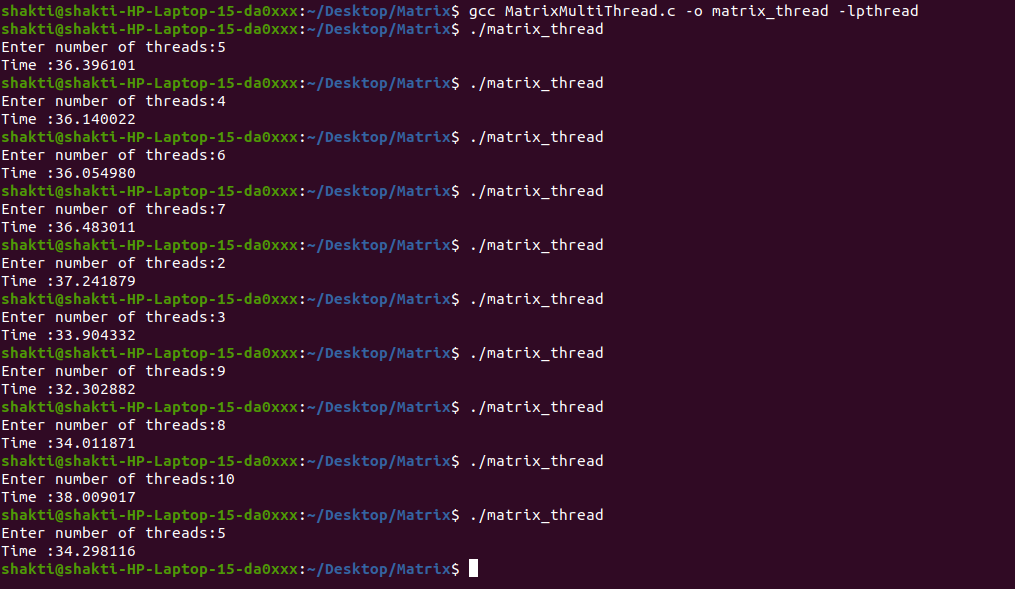 shakti@shakti-HP-Laptop-15-da0xxx:~/Desktop/Matrix$ gcc MatrixMultiThread.c -o matrix_thread -lpthread
shakti@shakti-HP-Laptop-15-da0xxx:~/Desktop/Matrix$ ./matrix_thread
Enter number of threads:5
Time :36.396101
shakti@shakti-HP-Laptop-15-da0xxx:~/Desktop/Matrix$ ./matrix_thread
Enter number of threads:4
Time :36.140022
shakti@shakti-HP-Laptop-15-da0xxx:~/Desktop/Matrix$ ./matrix_thread
Enter number of threads:6
Time :36.054980
shakti@shakti-HP-Laptop-15-da0xxx:~/Desktop/Matrix$ ./matrix_thread
Enter number of threads:7
Time :36.483011
shakti@shakti-HP-Laptop-15-da0xxx:~/Desktop/Matrix$ ./matrix_thread
Enter number of threads:2
Time :37.241879
shakti@shakti-HP-Laptop-15-da0xxx:~/Desktop/Matrix$ ./matrix_thread
Enter number of threads:3
Time :33.904332
shakti@shakti-HP-Laptop-15-da0xxx:~/Desktop/Matrix$ ./matrix_thread
Enter number of threads:9
Time :32.302882
shakti@shakti-HP-Laptop-15-da0xxx:~/Desktop/Matrix$ ./matrix_thread
Enter number of threads:8
Time :34.011871
shakti@shakti-HP-Laptop-15-da0xxx:~/Desktop/Matrix$ ./matrix_thread
Enter number of threads:10
Time :38.009017
shakti@shakti-HP-Laptop-15-da0xxx:~/Desktop/Matrix$ ./matrix_thread
Enter number of threads:5
Time :34.298116
shakti@shakti-HP-Laptop-15-da0xxx:~/Desktop/Matrix$